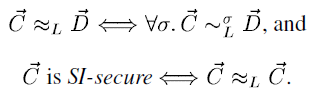 C⃗ ≈_L D⃗ ⟺ ∀σ. C⃗ ∼_L^σ D⃗, and
C⃗ is SI-secure ⟺ C⃗ ≈_L C⃗.